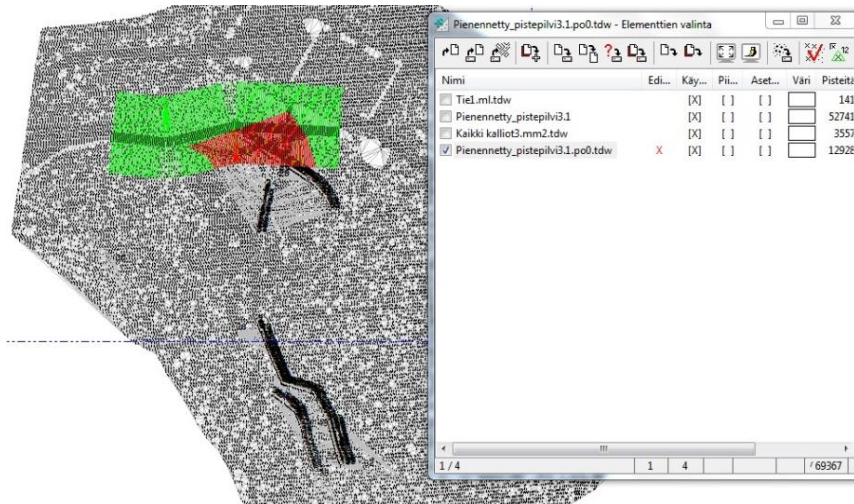 Pienennetty_pistepilvi3.1.po0.tdw - Elementtien valinta
Nimi Edi... Käy... Pii... Aset... Väri Pisteitä
Tie1.ml.tdw [X] [ ] [ ] 141
Pienennetty_pistepilvi3.1 [X] [ ] [ ] 52741
Kaikki kalliot3.mm2.tdw [X] [ ] [ ] 3557
Pienennetty_pistepilvi3.1.po0.tdw X [X] [ ] [ ] 12928
1 / 4 1 4 69367